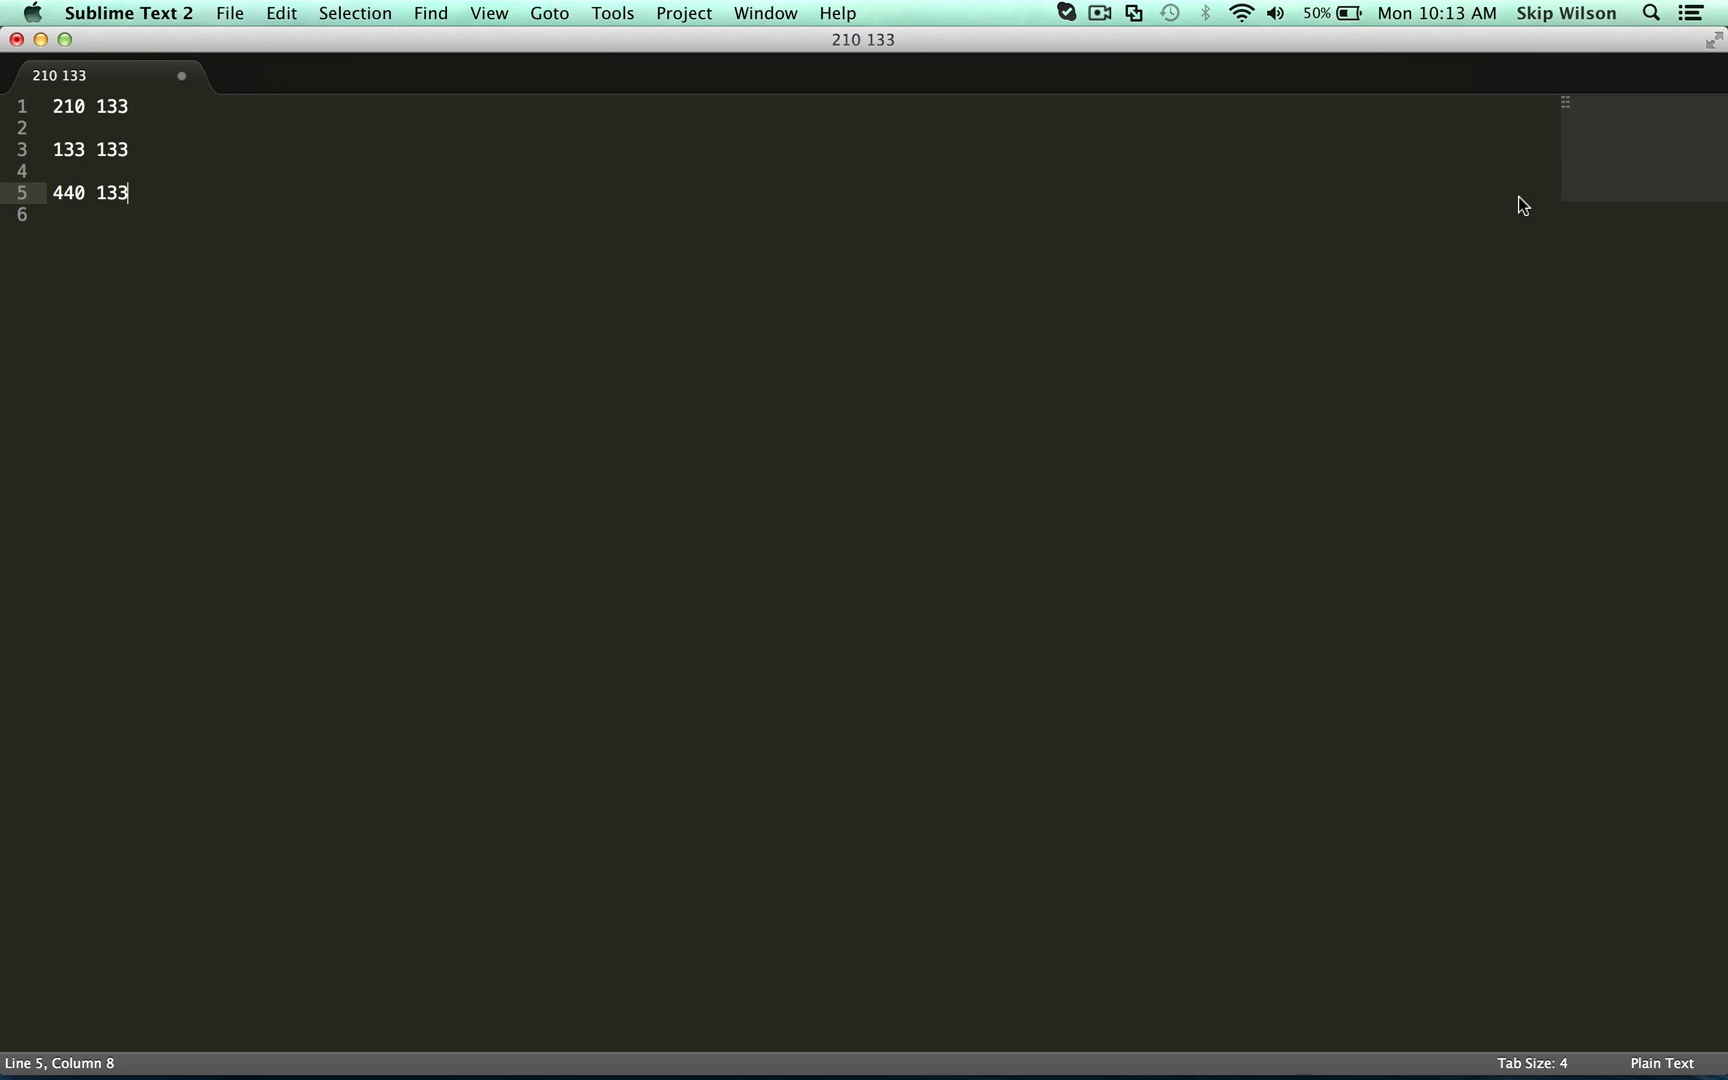 Sublime Text 2 File Edit Selection Find View Goto Tools Project Window Help 50% Mon 10:13 AM Skip Wilson
210 133
210 133
1 210 133
2
3 133 133
4
5 440 133
6
Line 5, Column 8 Tab Size: 4 Plain Text